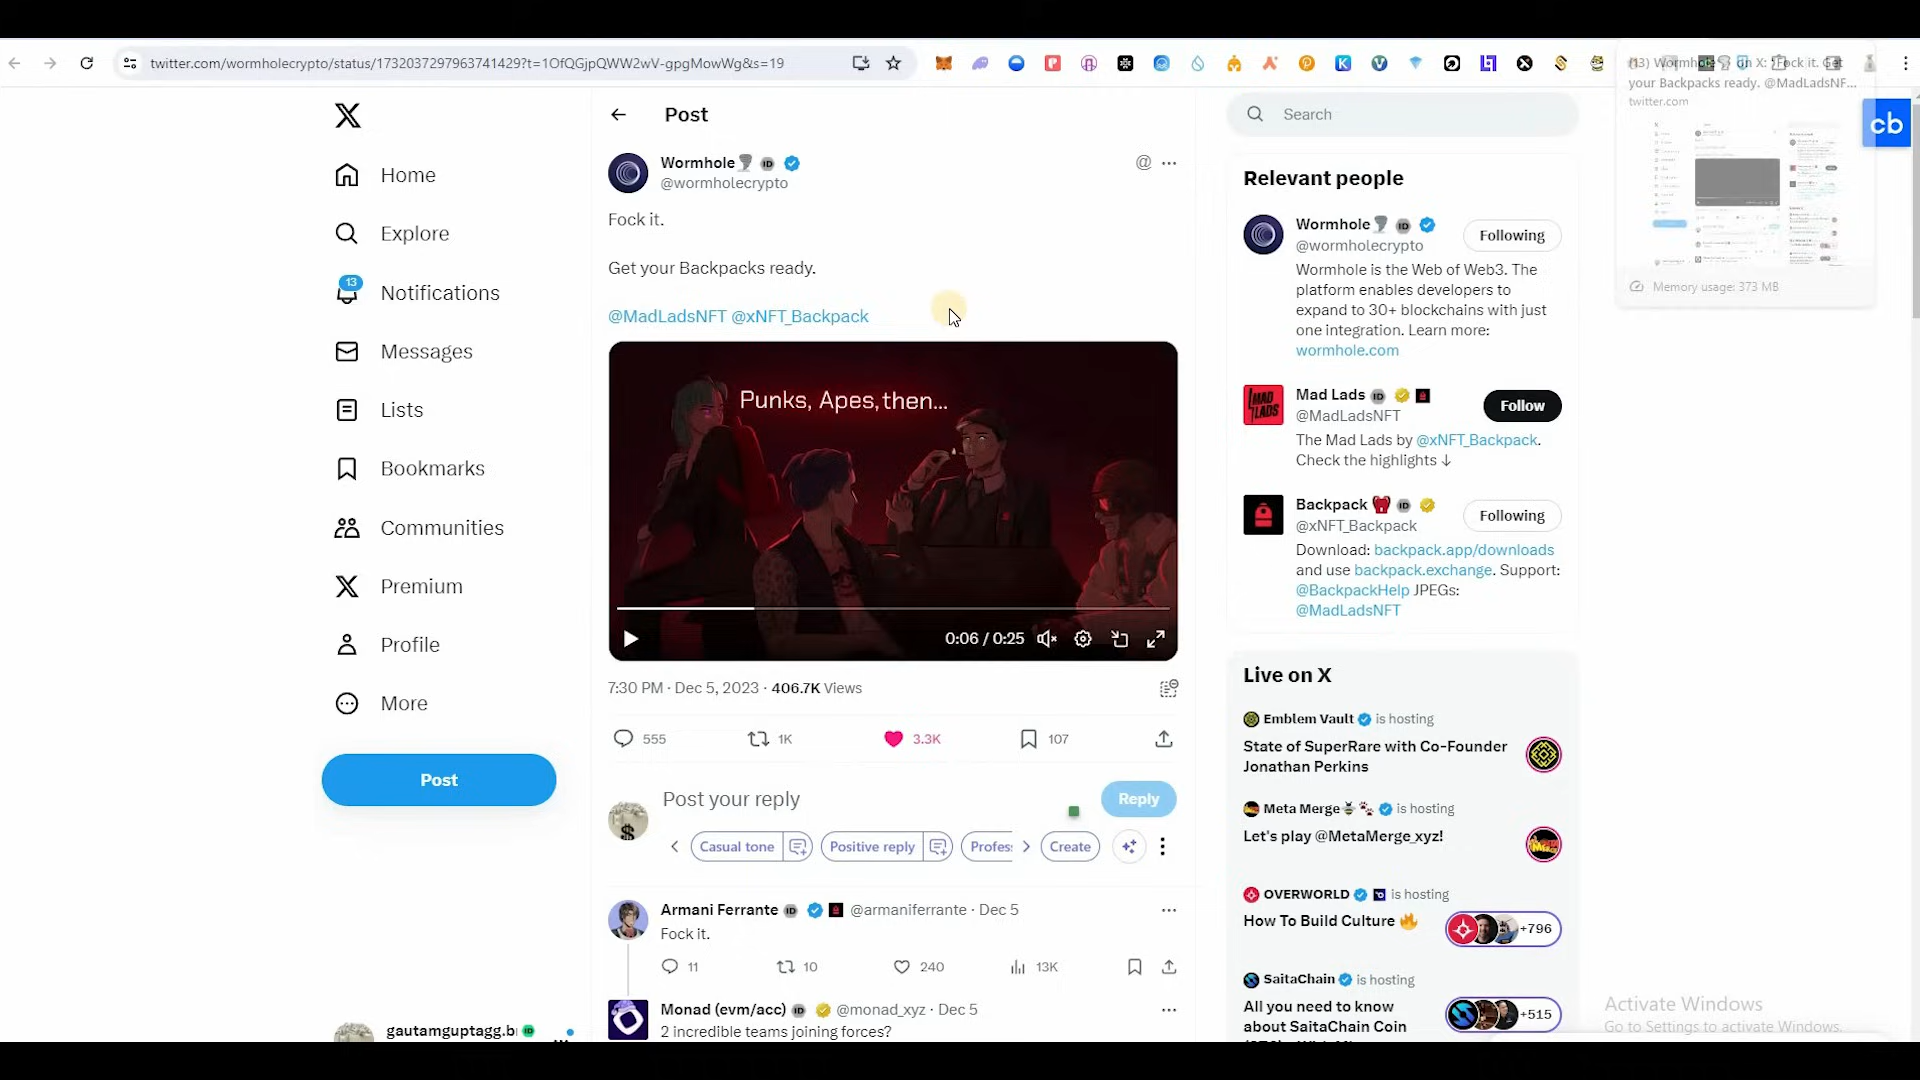 twitter.com/wormholecrypto/status/1732037297963741429?t=1OfQGjpQWW2wV-gpgMowWg&s=19
your Backpacks ready. @MadLadsNF...
twitter.com
Memory usage: 373 MB
cb
Home
Explore
13
Notifications
Messages
Lists
Bookmarks
Communities
Premium
Profile
More
Post
gautamguptagg.b
Post
Wormhole
@wormholecrypto
Fock it.
Get your Backpacks ready.
@MadLadsNFT @xNFT_Backpack
Punks, Apes, then...
0:06 / 0:25
7:30 PM · Dec 5, 2023 · 406.7K Views
555
1K
3.3K
107
Post your reply
Reply
Casual tone
Positive reply
Profes
Create
Armani Ferrante @armaniferrante · Dec 5
Fock it.
11
10
240
13K
Monad (evm/acc) @monad_xyz · Dec 5
2 incredible teams joining forces?
Search
Relevant people
Wormhole
@wormholecrypto
Following
Wormhole is the Web of Web3. The
platform enables developers to
expand to 30+ blockchains with just
one integration. Learn more:
wormhole.com
MAD LADS
Mad Lads
@MadLadsNFT
Follow
The Mad Lads by @xNFT_Backpack.
Check the highlights ↓
Backpack
@xNFT_Backpack
Following
Download: backpack.app/downloads
and use backpack.exchange. Support:
@BackpackHelp JPEGs:
@MadLadsNFT
Live on X
Emblem Vault is hosting
State of SuperRare with Co-Founder
Jonathan Perkins
Meta Merge is hosting
Let's play @MetaMerge_xyz!
OVERWORLD is hosting
How To Build Culture 🔥
+796
SaitaChain is hosting
All you need to know
about SaitaChain Coin
+515
Activate Windows
Go to Settings to activate Windows.